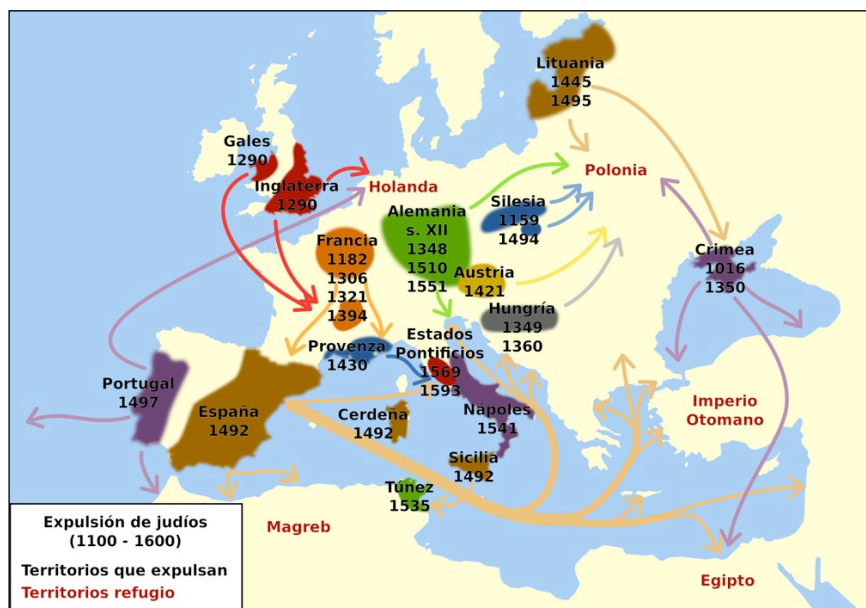 Lituania
1445
1495
Gales
1290
Inglaterra
1290
Holanda
Polonia
Alemania
s. XII
1348
1510
1551
Silesia
1159
1494
Francia
1182
1306
1321
1394
Austria
1421
Crimea
1016
1350
Hungría
1349
1360
Provenza
1430
Estados
Pontificios
1569
1593
Portugal
1497
España
1492
Cerdeña
1492
Nápoles
1541
Imperio
Otomano
Sicilia
1492
Túnez
1535
Magreb
Egipto
Expulsión de judíos
(1100 - 1600)
Territorios que expulsan
Territorios refugio